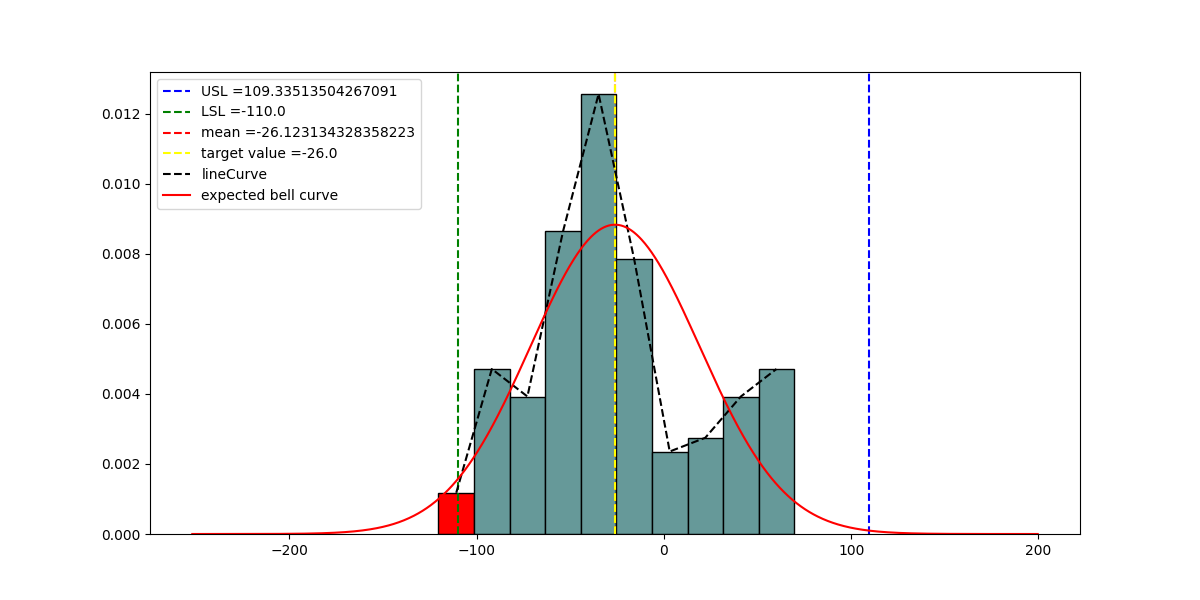 USL =109.33513504267091
LSL =-110.0
mean =-26.123134328358223
target value =-26.0
lineCurve
expected bell curve
0.012
0.010
0.008
0.006
0.004
0.002
0.000
−200
−100
0
100
200